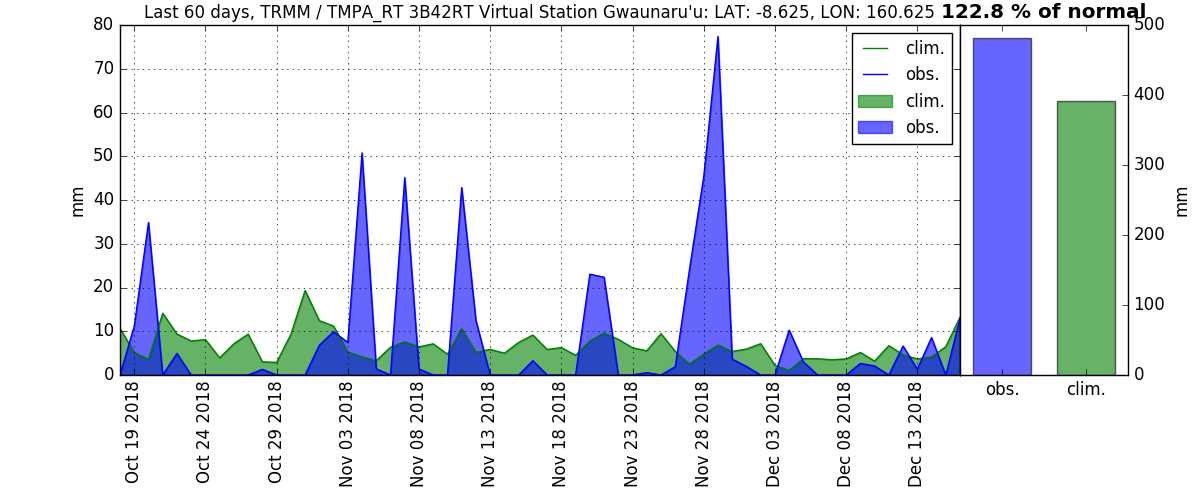 Last 60 days, TRMM / TMPA_RT 3B42RT Virtual Station Gwaunaru'u: LAT: -8.625, LON: 160.625 122.8 % of normal
80
70
60
50
40
30
20
10
0
mm
clim.
obs.
clim.
obs.
500
400
300
200
100
0
mm
obs.
clim.
Oct 19 2018
Oct 24 2018
Oct 29 2018
Nov 03 2018
Nov 08 2018
Nov 13 2018
Nov 18 2018
Nov 23 2018
Nov 28 2018
Dec 03 2018
Dec 08 2018
Dec 13 2018